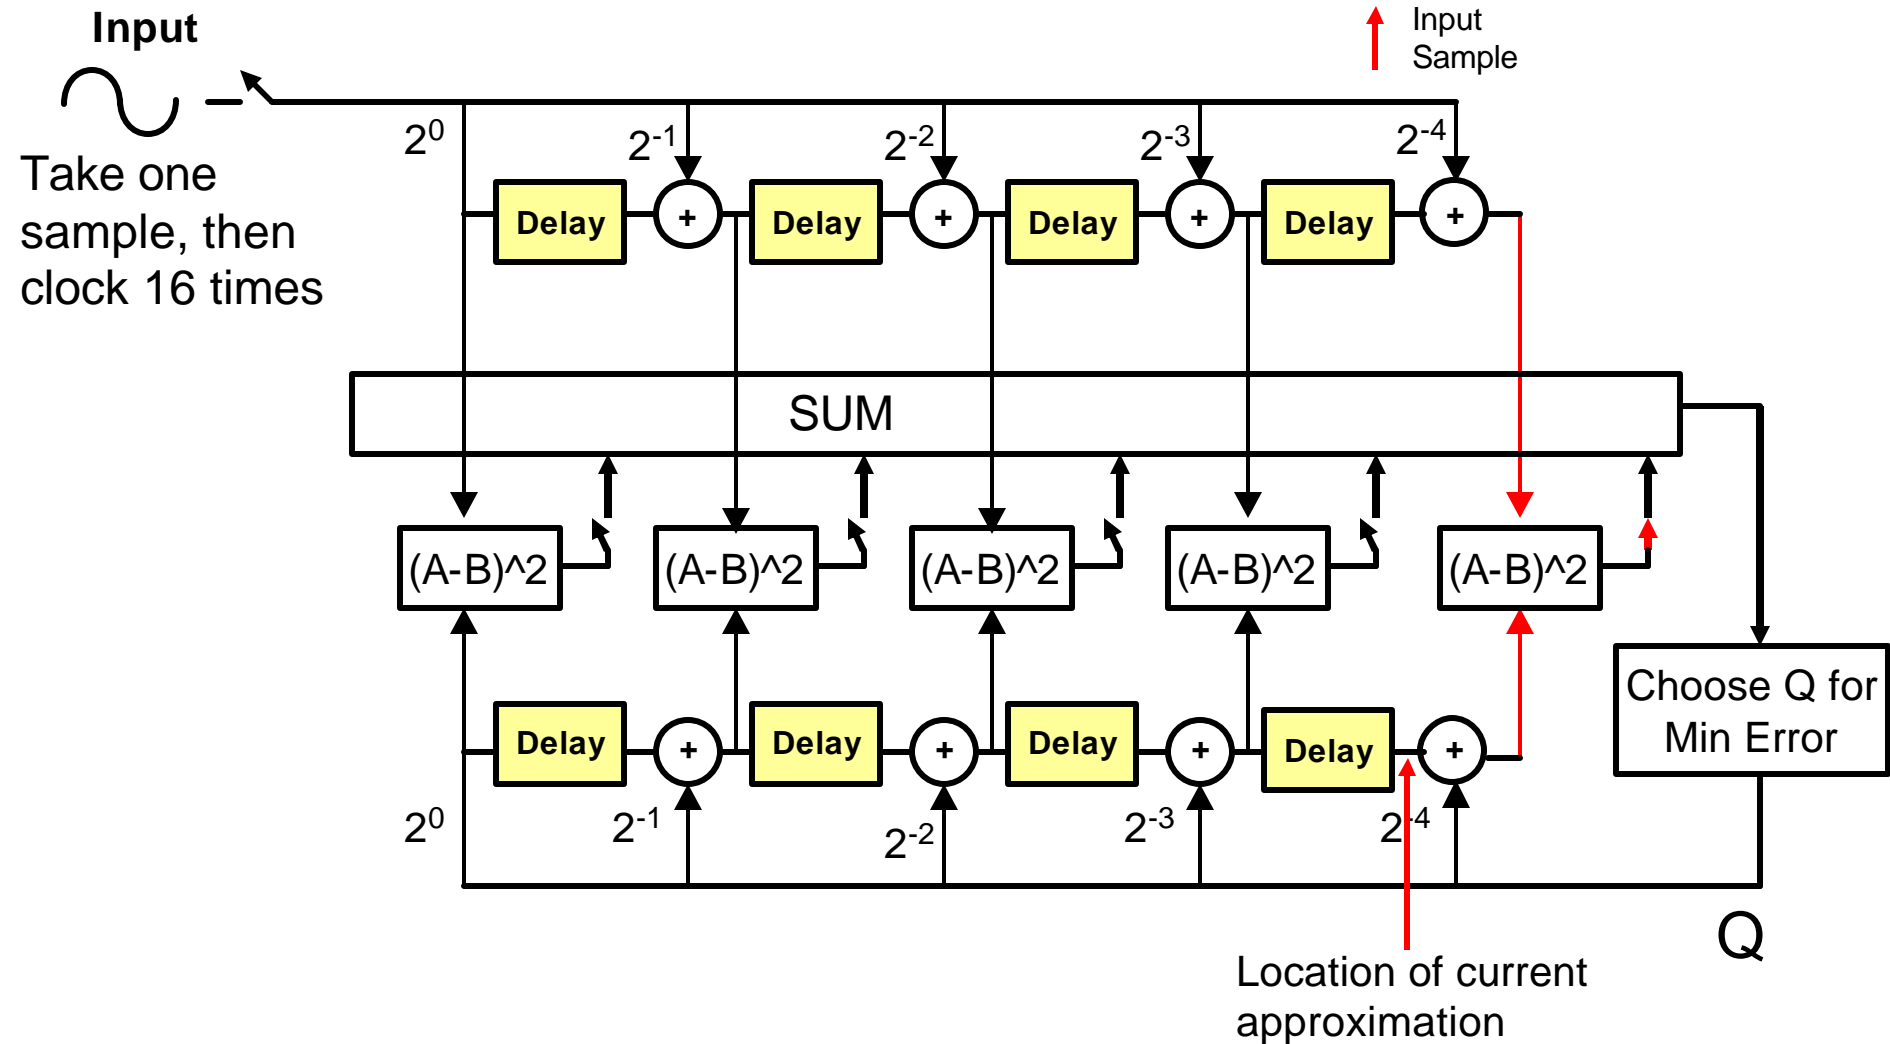 Input
Input
Sample
Take one
sample, then
clock 16 times
2^0
2^-1
2^-2
2^-3
2^-4
Delay + Delay + Delay + Delay +
SUM
(A-B)^2 (A-B)^2 (A-B)^2 (A-B)^2 (A-B)^2
Choose Q for
Min Error
Delay + Delay + Delay + Delay +
2^0
2^-1
2^-2
2^-3
2^-4
Q
Location of current
approximation